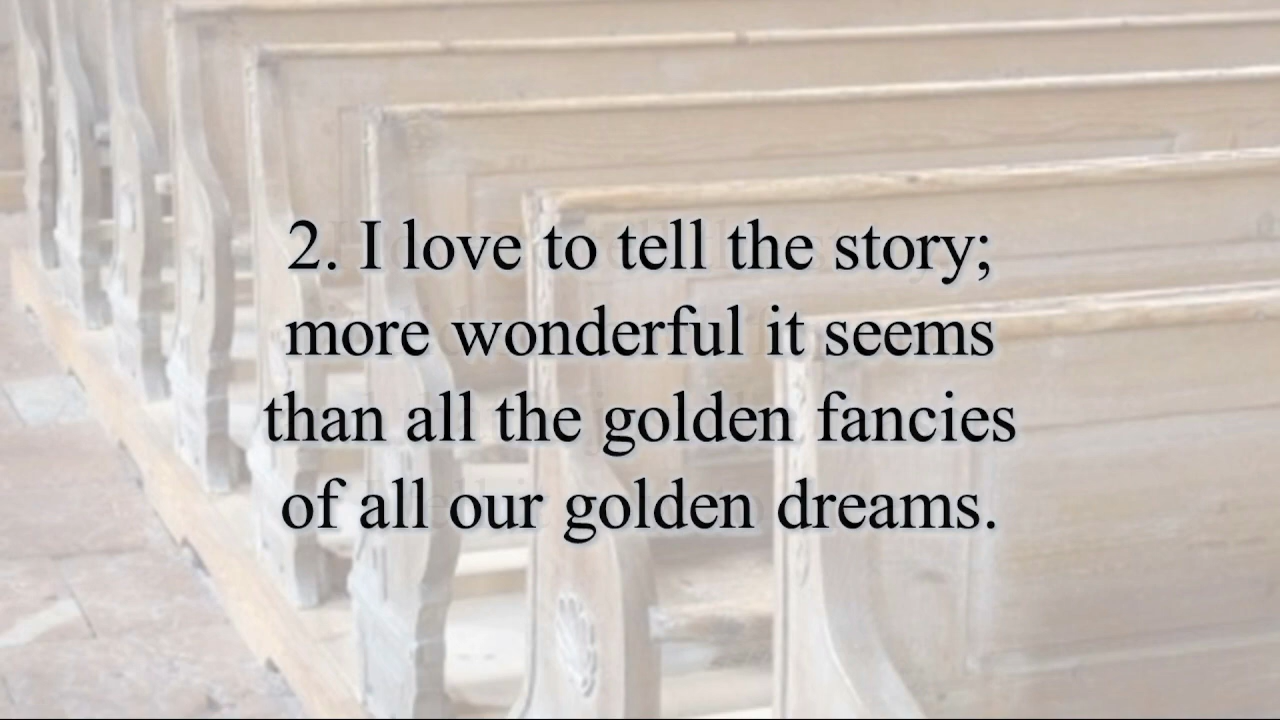 2. I love to tell the story;
more wonderful it seems
than all the golden fancies
of all our golden dreams.